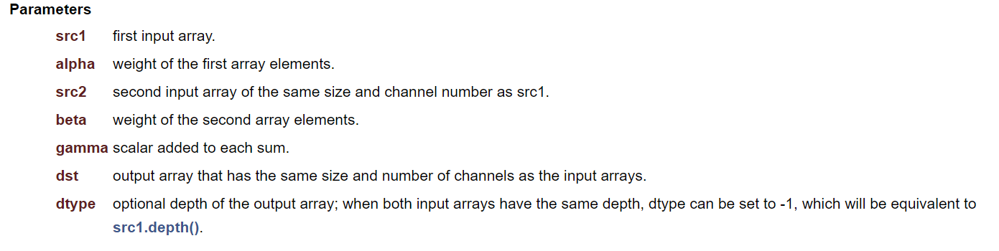 Parameters
src1 first input array.
alpha weight of the first array elements.
src2 second input array of the same size and channel number as src1.
beta weight of the second array elements.
gamma scalar added to each sum.
dst output array that has the same size and number of channels as the input arrays.
dtype optional depth of the output array; when both input arrays have the same depth, dtype can be set to -1, which will be equivalent to
src1.depth().